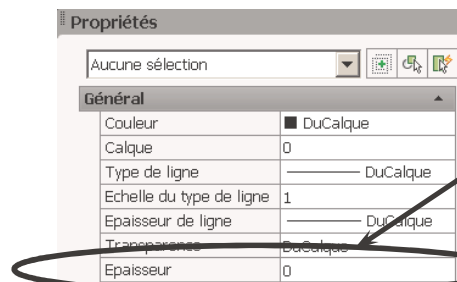 Propriétés
Aucune sélection
Général
Couleur DuCalque
Calque 0
Type de ligne DuCalque
Echelle du type de ligne 1
Epaisseur de ligne DuCalque
Transparence DuCalque
Epaisseur 0